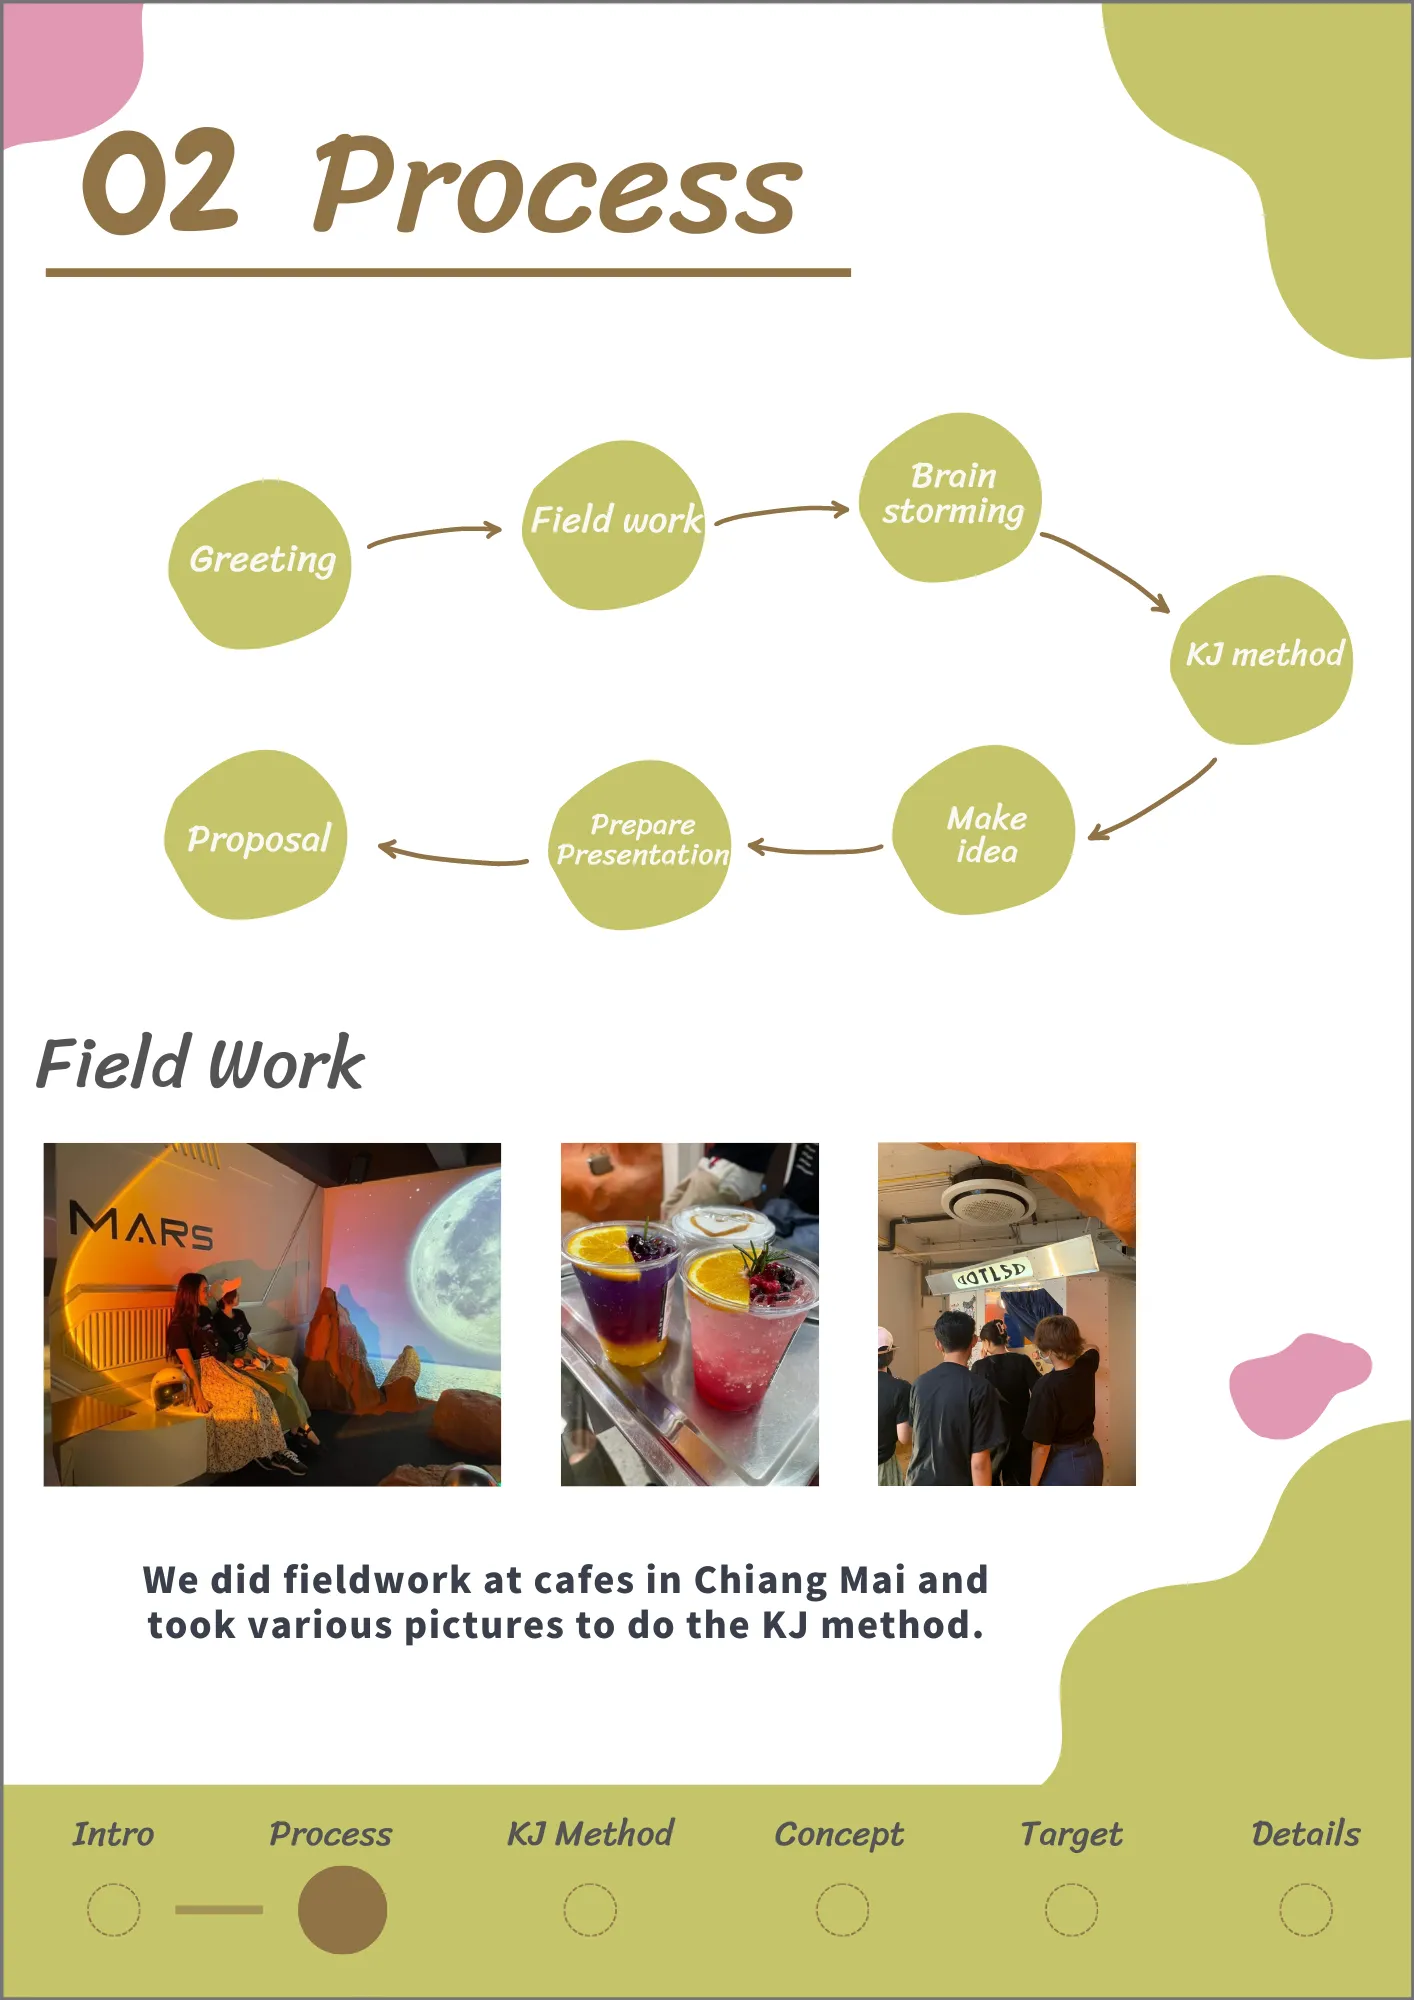 02 Process
Greeting
Field work
Brain
storming
KJ method
Make
idea
Prepare
Presentation
Proposal
Field Work
MARS
We did fieldwork at cafes in Chiang Mai and
took various pictures to do the KJ method.
Intro
Process
KJ Method
Concept
Target
Details